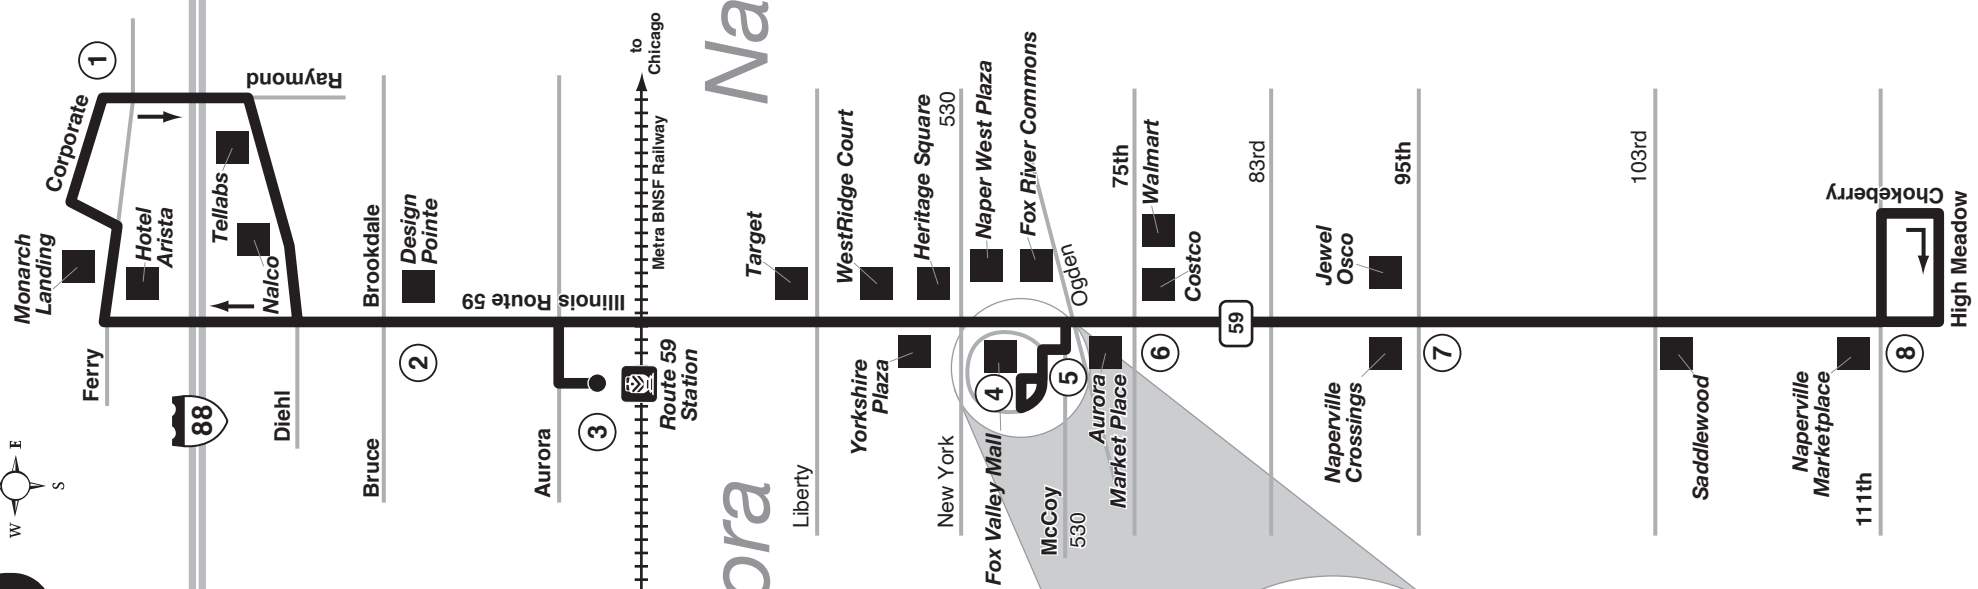 W
E
S
1
Corporate
Raymond
Monarch
Landing
Hotel
Arista
Tellabs
Nalco
Ferry
88
Diehl
Brookdale
Bruce
Design
Pointe
2
Illinois Route 59
Aurora
3
to
Chicago
Metra BNSF Railway
Route 59
Station
Na
ora
Target
Liberty
WestRidge Court
Yorkshire
Plaza
Heritage Square
530
New York
Naper West Plaza
Fox Valley Mall
4
Fox River Commons
Ogden
5
McCoy
530
Aurora
Market Place
75th
Walmart
Costco
6
59
83rd
Jewel
Osco
Naperville
Crossings
95th
7
103rd
Saddlewood
Naperville
Marketplace
111th
8
Chokeberry
High Meadow